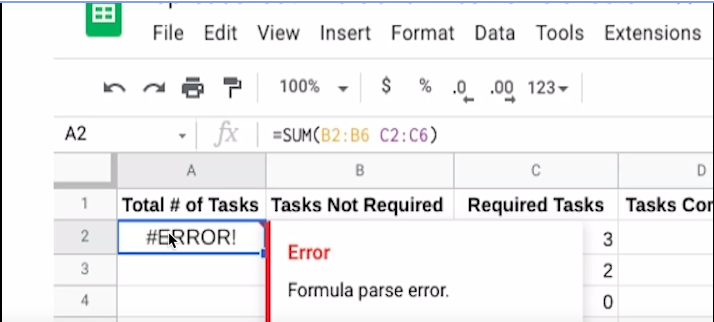 File Edit View Insert Format Data Tools Extensions
100% $ % .0 .00 123
A2 fx =SUM(B2:B6 C2:C6)
A B C D
1 Total # of Tasks Tasks Not Required Required Tasks Tasks Cor
2 #ERROR! 3
Error
3 2
Formula parse error.
4 0